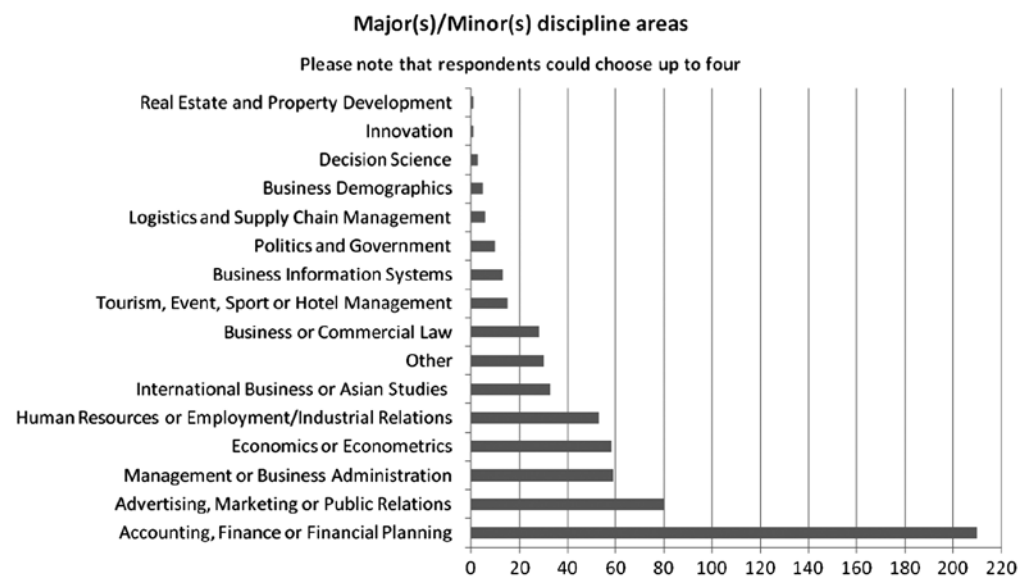 Major(s)/Minor(s) discipline areas
Please note that respondents could choose up to four
Real Estate and Property Development
Innovation
Decision Science
Business Demographics
Logistics and Supply Chain Management
Politics and Government
Business Information Systems
Tourism, Event, Sport or Hotel Management
Business or Commercial Law
Other
International Business or Asian Studies
Human Resources or Employment/Industrial Relations
Economics or Econometrics
Management or Business Administration
Advertising, Marketing or Public Relations
Accounting, Finance or Financial Planning
0 20 40 60 80 100 120 140 160 180 200 220